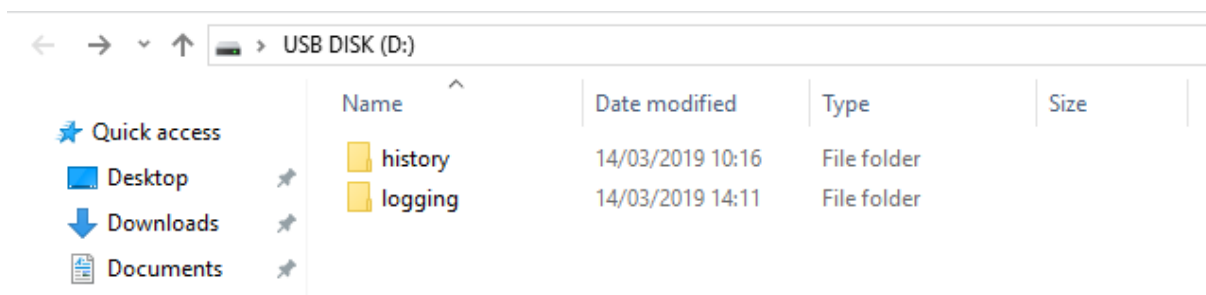 USB DISK (D:)
Name Date modified Type Size
Quick access
history 14/03/2019 10:16 File folder
Desktop
logging 14/03/2019 14:11 File folder
Downloads
Documents